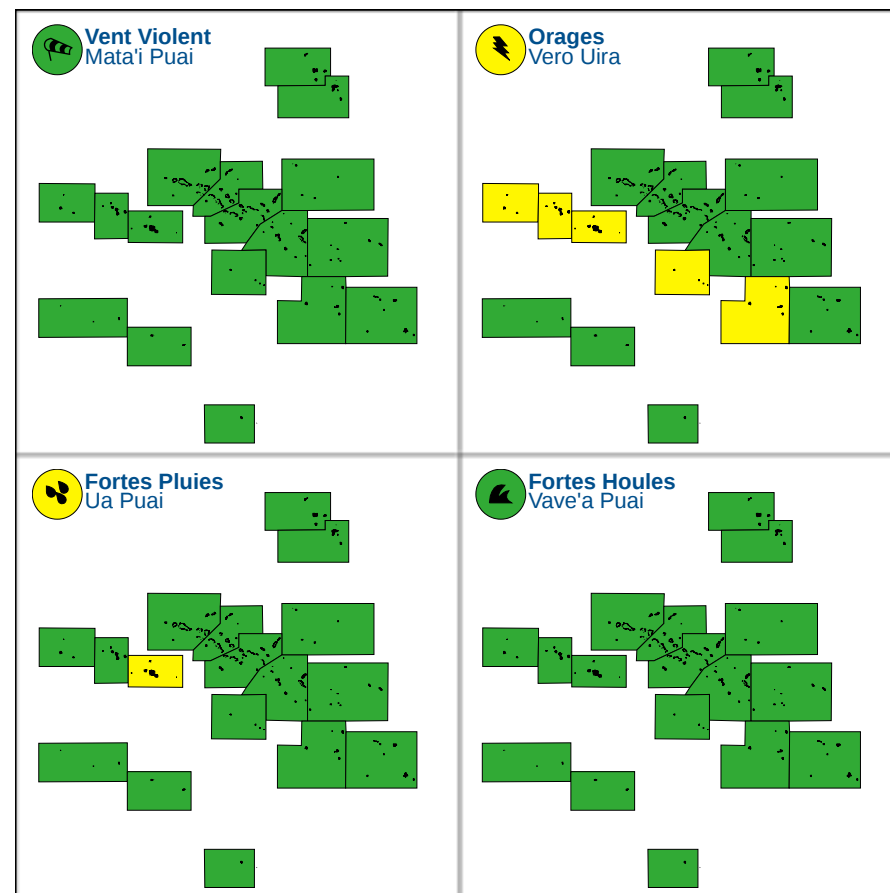 Vent Violent
Mata'i Puai
Orages
Vero Uira
Fortes Pluies
Ua Puai
Fortes Houles
Vave'a Puai